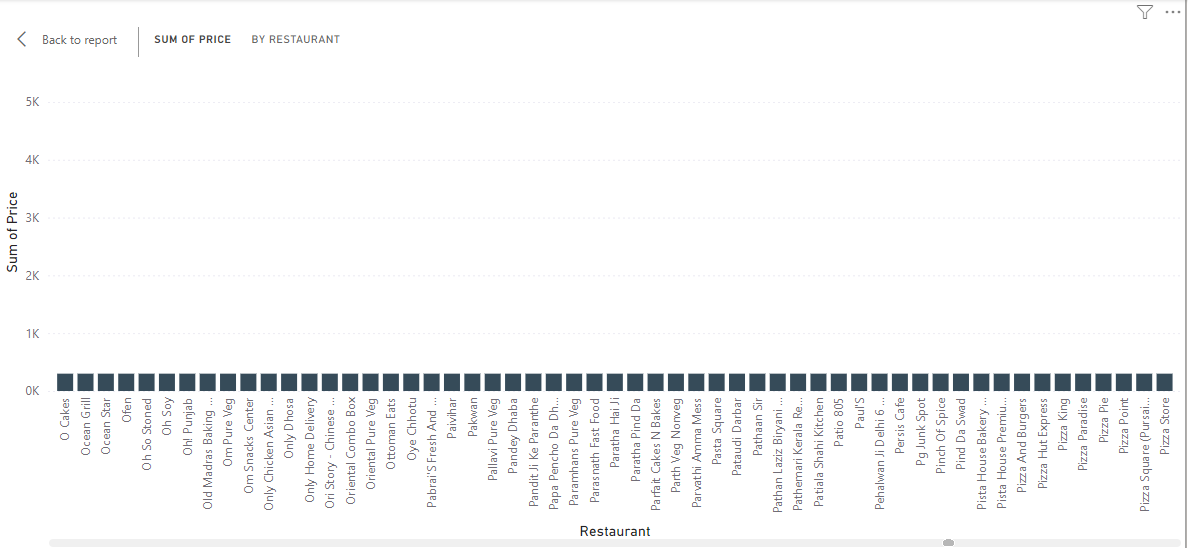 Back to report
SUM OF PRICE
BY RESTAURANT
5K
4K
3K
2K
1K
0K
Sum of Price
O Cakes
Ocean Grill
Ocean Star
Ofen
Oh So Stoned
Oh Soy
Oh! Punjab
Old Madras Baking ...
Om Pure Veg
Om Snacks Center
Only Chicken Asian ...
Only Dhosa
Only Home Delivery
Ori Story - Chinese ...
Oriental Combo Box
Oriental Pure Veg
Ottoman Eats
Oye Chhotu
Pabrai'S Fresh And ...
Paivihar
Pakwan
Pallavi Pure Veg
Pandey Dhaba
Pandit Ji Ke Paranthe
Papa Pencho Da Dh...
Paramhans Pure Veg
Parasnath Fast Food
Paratha Hai Ji
Paratha Pind Da
Parfait Cakes N Bakes
Parth Veg Nonveg
Parvathi Amma Mess
Pasta Square
Pataudi Darbar
Pathaan Sir
Pathan Laziz Biryani ...
Pathemari Kerala Re...
Patiala Shahi Kitchen
Patio 805
Paul'S
Pehalwan Ji Delhi 6 ...
Persis Cafe
Pg Junk Spot
Pinch Of Spice
Pind Da Swad
Pista House Bakery ...
Pista House Premiu...
Pizza And Burgers
Pizza Hut Express
Pizza King
Pizza Paradise
Pizza Pie
Pizza Point
Pizza Square (Pursai...
Pizza Store
Restaurant